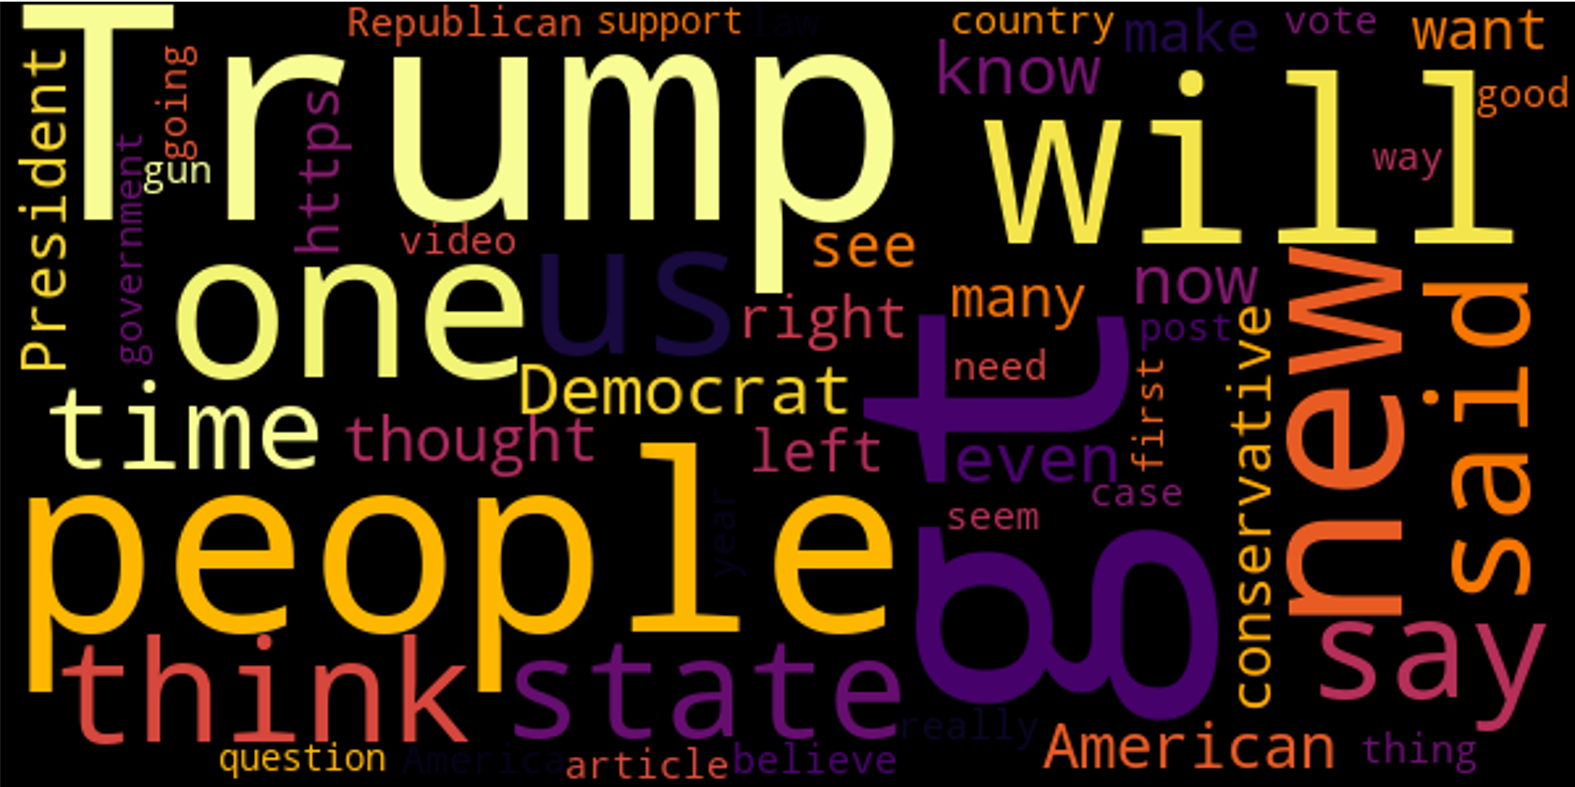 Republican
support
law
country
make
vote
want
Trump
know
will
good
President
going
government
gun
https
way
video
see
one
us
right
many
now
post
new
said
need
Democrat
gt
first
conservative
time
thought
left
even
case
seem
people
year
think
state
say
really
American
thing
question
America
article
believe